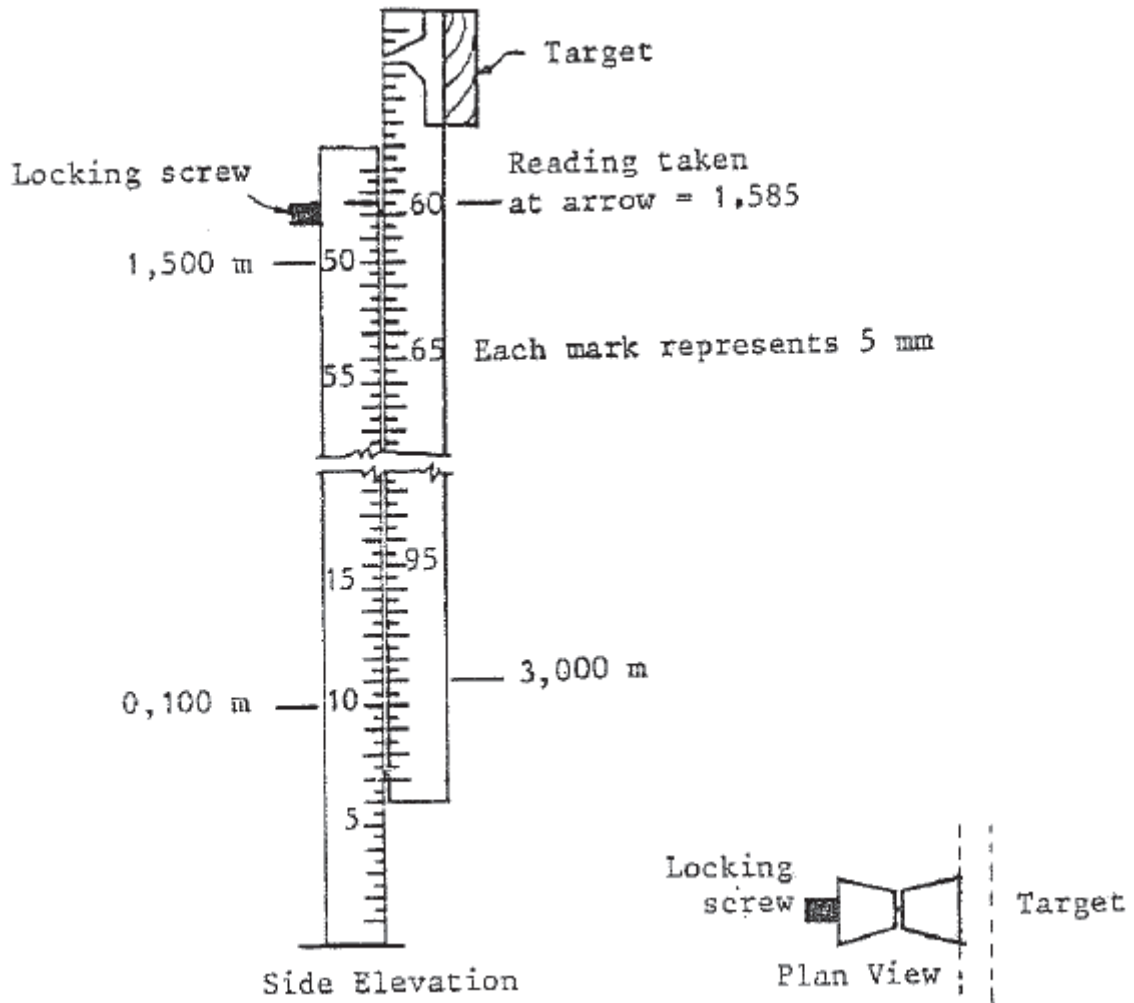 Target
Locking screw
Reading taken
at arrow = 1,585
60
1,500 m
50
65
Each mark represents 5 mm
55
95
15
3,000 m
0,100 m
10
5
Locking
screw
Target
Side Elevation
Plan View